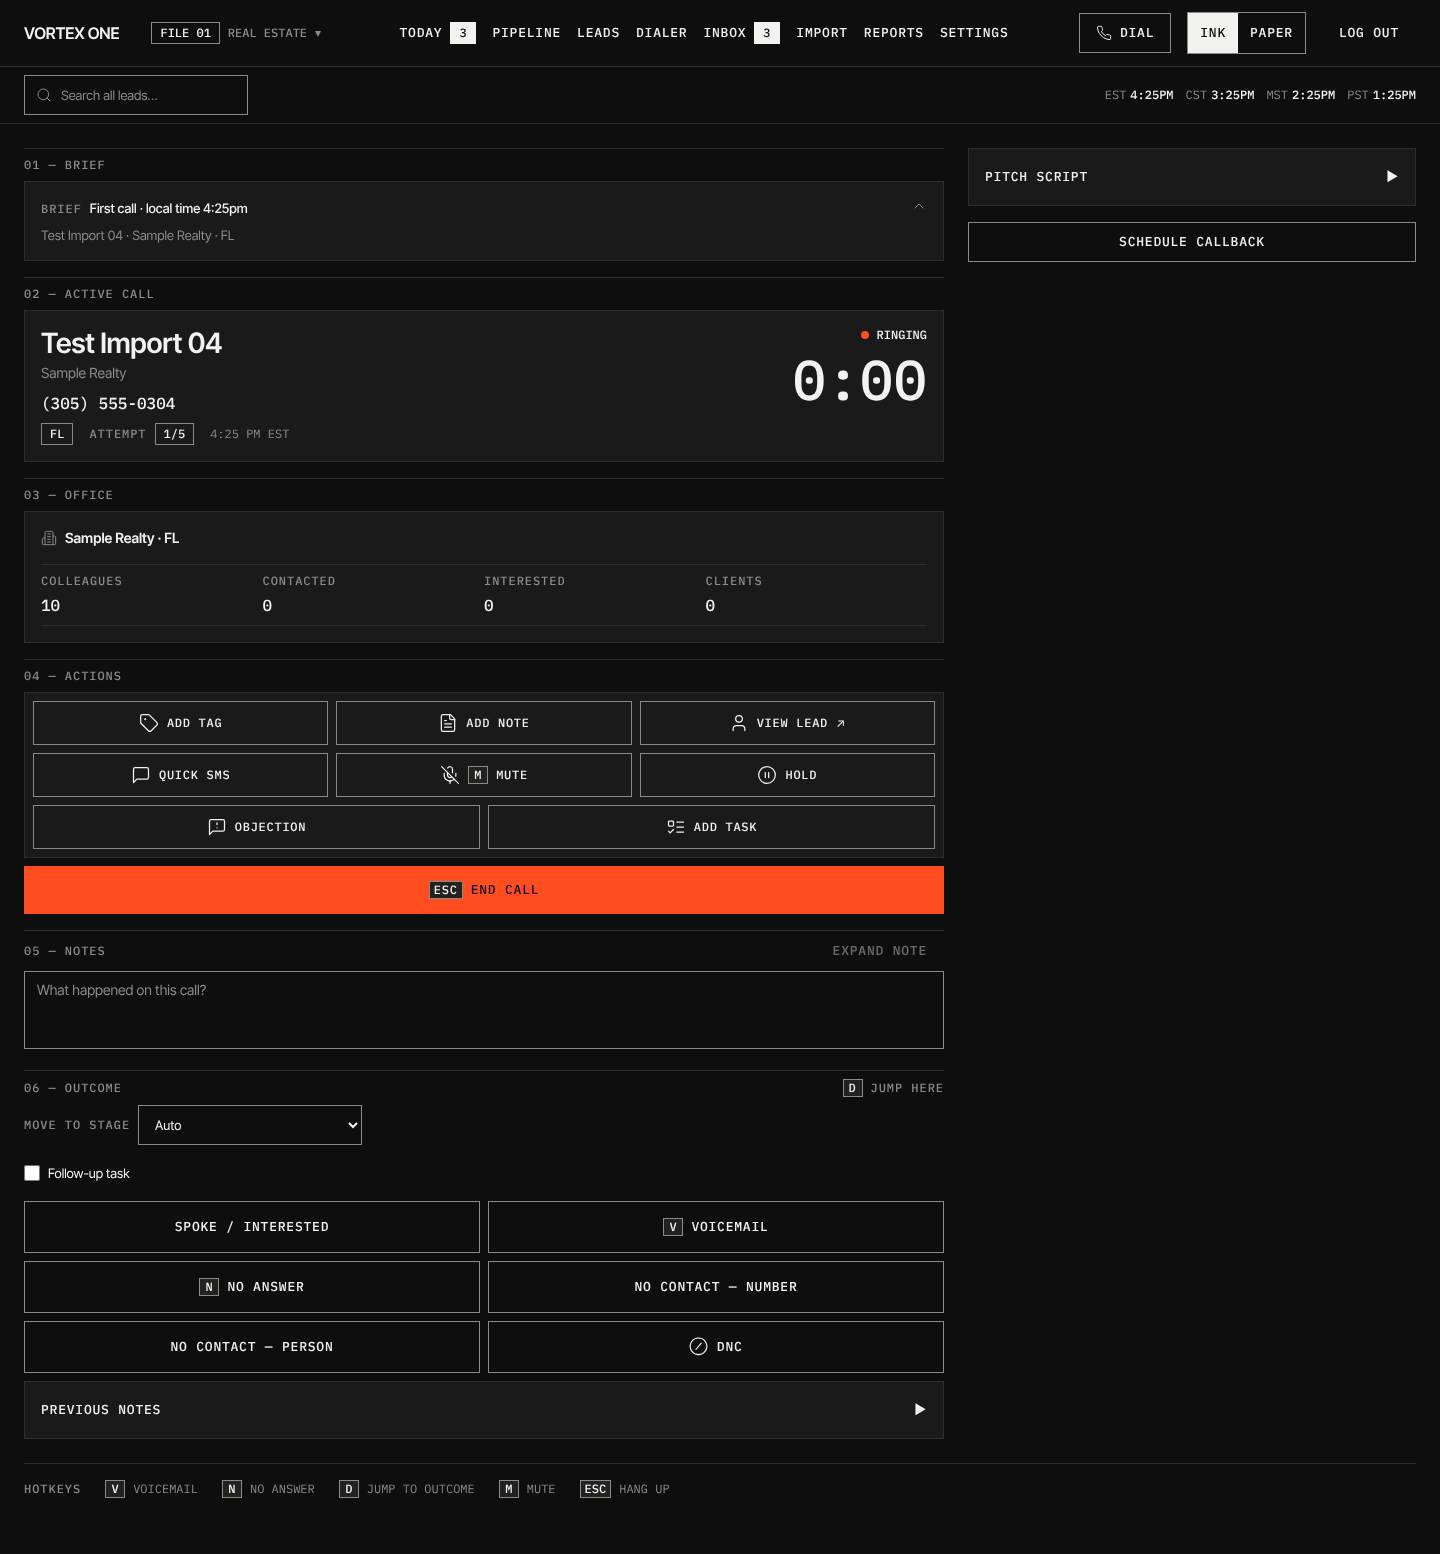 VORTEX ONE
FILE 01 REAL ESTATE ▼
TODAY 3 PIPELINE LEADS DIALER INBOX 3 IMPORT REPORTS SETTINGS
DIAL
INK PAPER
LOG OUT
Search all leads...
EST 4:25PM CST 3:25PM MST 2:25PM PST 1:25PM
01 — BRIEF
BRIEF First call · local time 4:25pm
Test Import 04 · Sample Realty · FL
02 — ACTIVE CALL
Test Import 04
Sample Realty
(305) 555-0304
FL ATTEMPT 1/5 4:25 PM EST
RINGING
0:00
03 — OFFICE
Sample Realty · FL
COLLEAGUES CONTACTED INTERESTED CLIENTS
10 0 0 0
04 — ACTIONS
ADD TAG ADD NOTE VIEW LEAD ↗
QUICK SMS M MUTE HOLD
OBJECTION ADD TASK
ESC END CALL
05 — NOTES EXPAND NOTE
What happened on this call?
06 — OUTCOME D JUMP HERE
MOVE TO STAGE Auto
Follow-up task
SPOKE / INTERESTED V VOICEMAIL
N NO ANSWER NO CONTACT — NUMBER
NO CONTACT — PERSON DNC
PREVIOUS NOTES ▶
PITCH SCRIPT ▶
SCHEDULE CALLBACK
HOTKEYS V VOICEMAIL N NO ANSWER D JUMP TO OUTCOME M MUTE ESC HANG UP